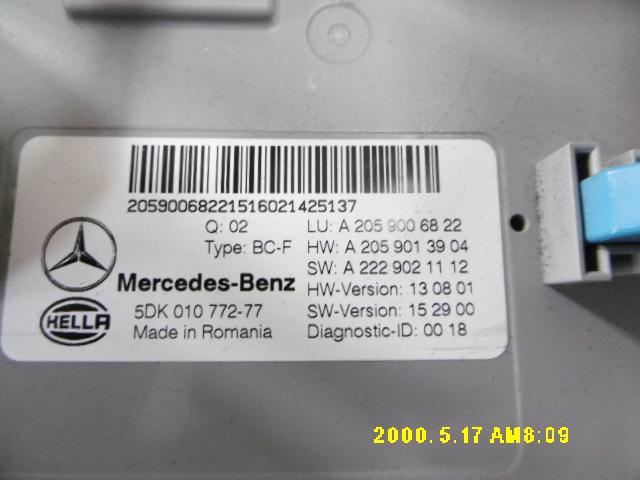 20590068221516021425137
Q: 02 LU: A 205 900 68 22
Type: BC-F HW: A 205 901 39 04
SW: A 222 902 11 12
Mercedes-Benz HW-Version: 13 08 01
HELLA 5DK 010 772-77 SW-Version: 15 29 00
Made in Romania Diagnostic-ID: 00 18
2000. 5. 17 AM8:09